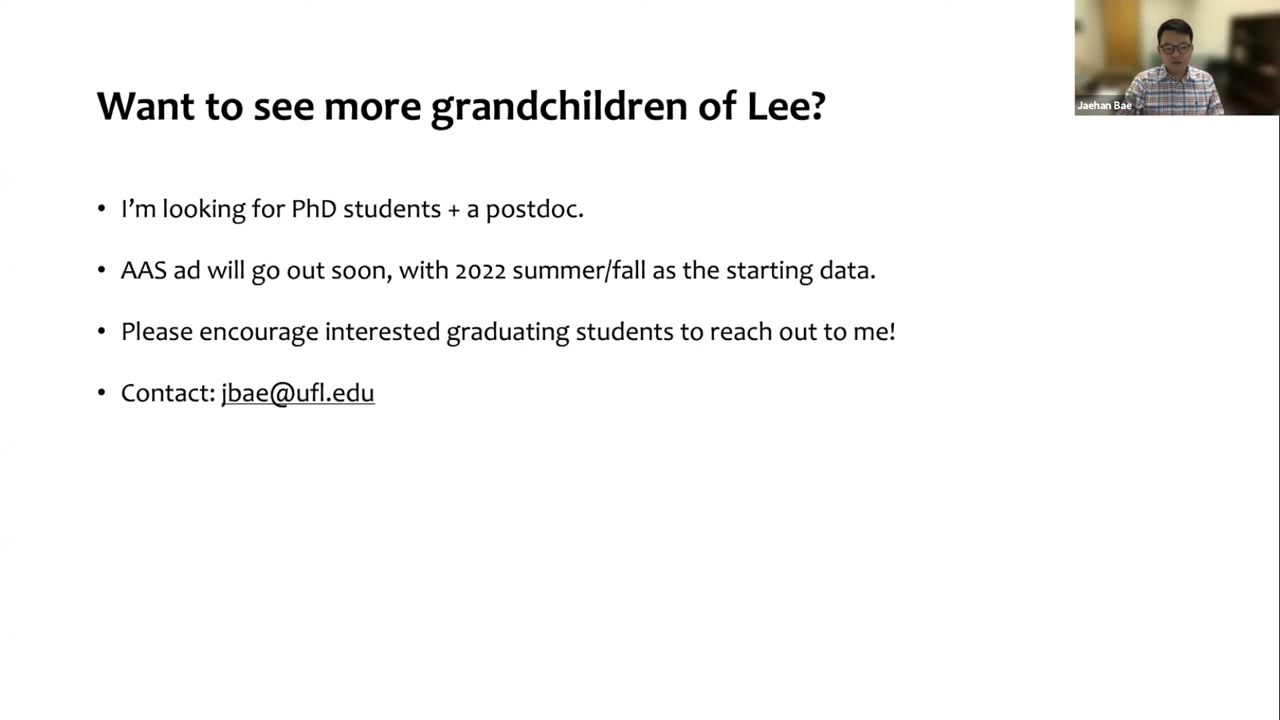 Want to see more grandchildren of Lee?
Jaehan Bae
• I'm looking for PhD students + a postdoc.
• AAS ad will go out soon, with 2022 summer/fall as the starting data.
• Please encourage interested graduating students to reach out to me!
• Contact: jbae@ufl.edu